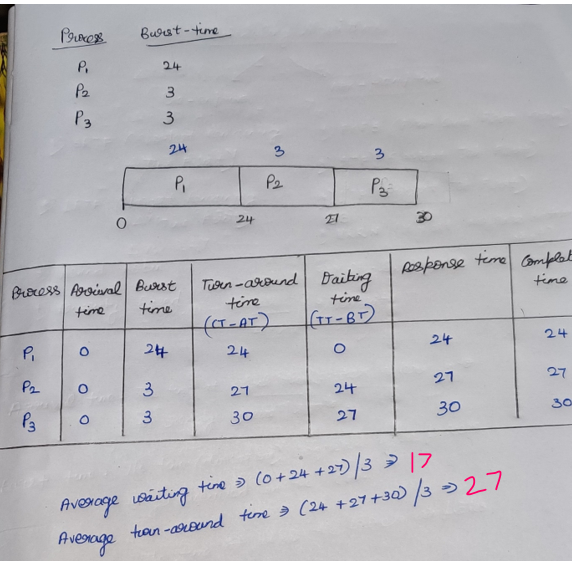 Process Burst-time
P1 24
P2 3
P3 3
24 3 3
P1 P2 P3
0 24 27 30
Process Arrival time Burst time Turn-around time (CT-AT) Waiting time (TT-BT) Response time Complet time
P1 0 24 24 0 24 24
P2 0 3 27 24 27 27
P3 0 3 30 27 30 30
Average waiting time ⇒ (0+24+27)/3 ⇒ 17
Average turn-around time ⇒ (24+27+30)/3 ⇒ 27